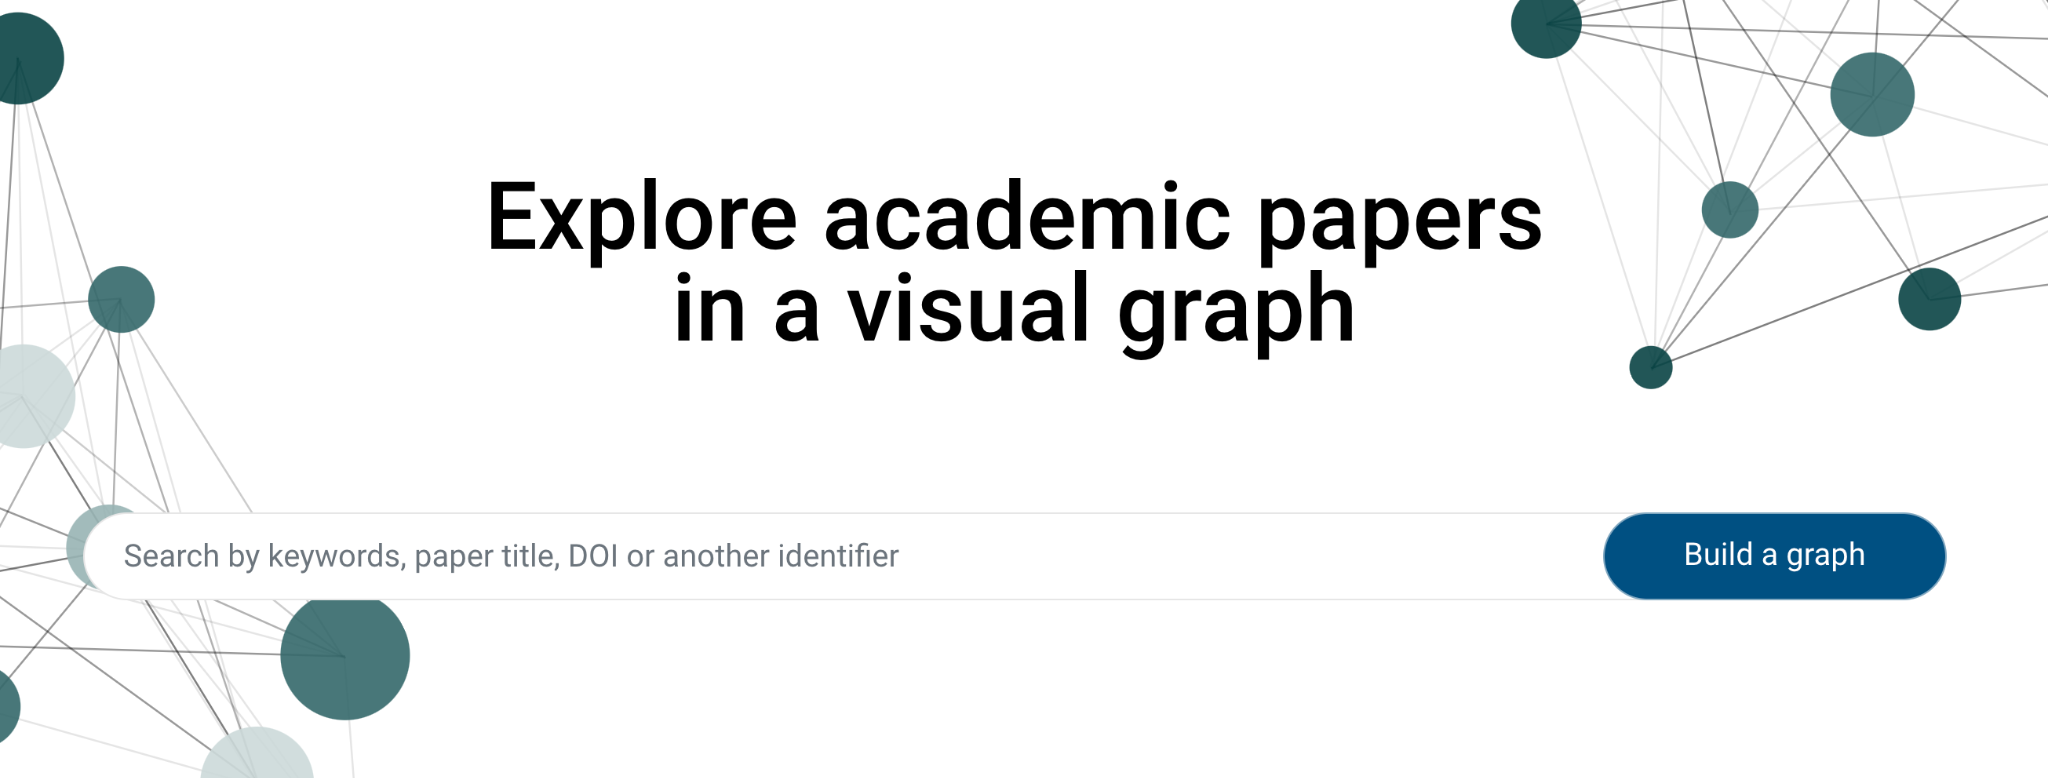 Explore academic papers
in a visual graph
Search by keywords, paper title, DOI or another identifier
Build a graph